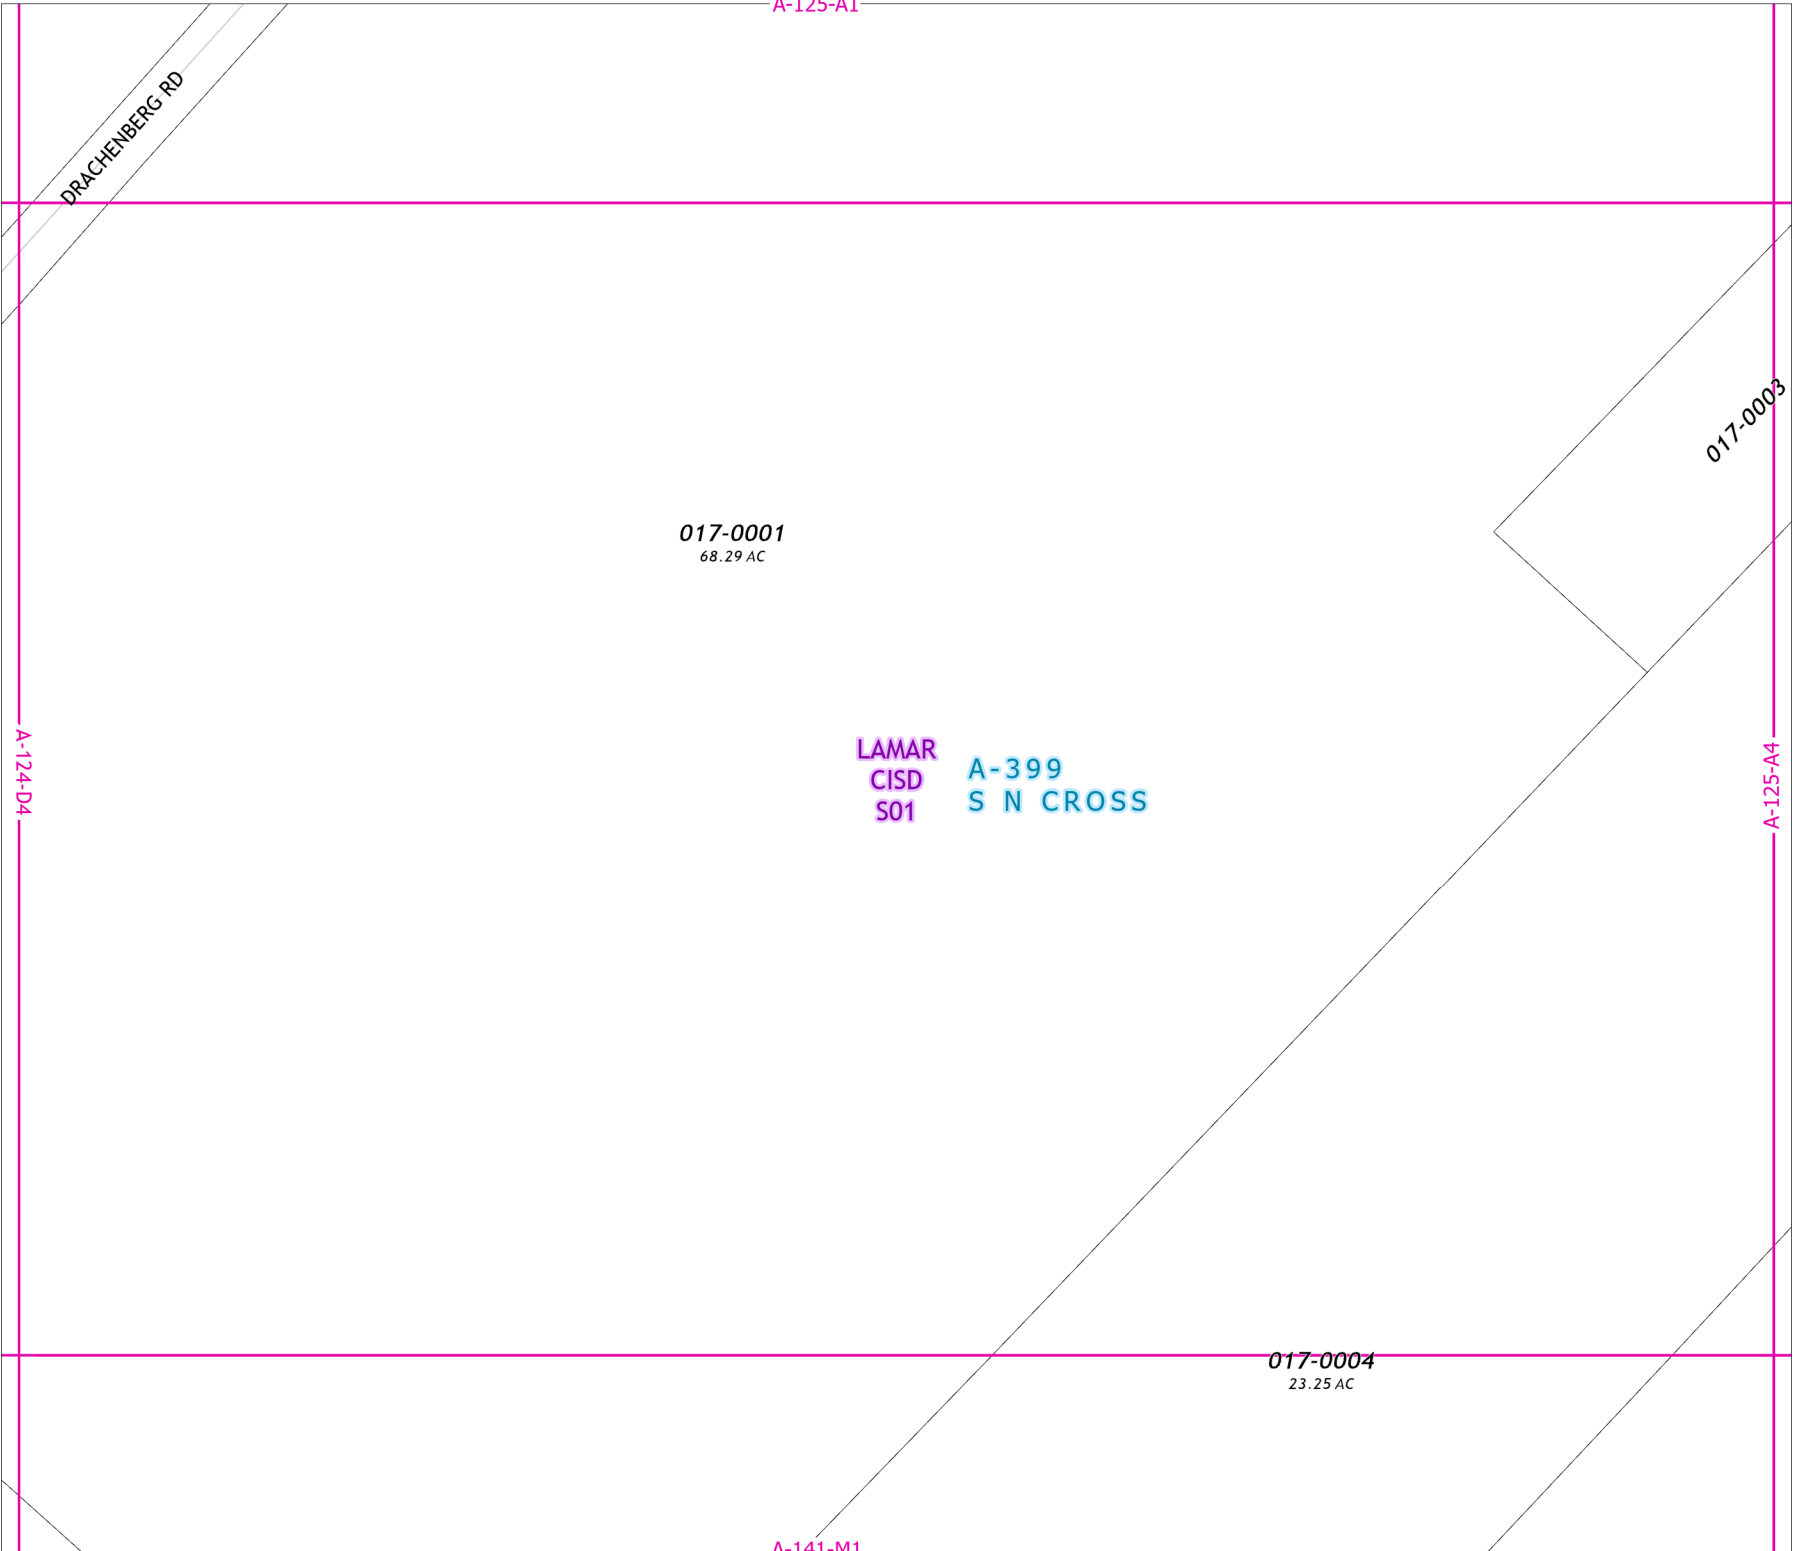 A-125-A1
DRACHENBERG RD
017-0003
017-0001
68.29 AC
LAMAR
CISD
S01
A-399
S N CROSS
A-124-D4
A-125-A4
017-0004
23.25 AC
A-141-M1